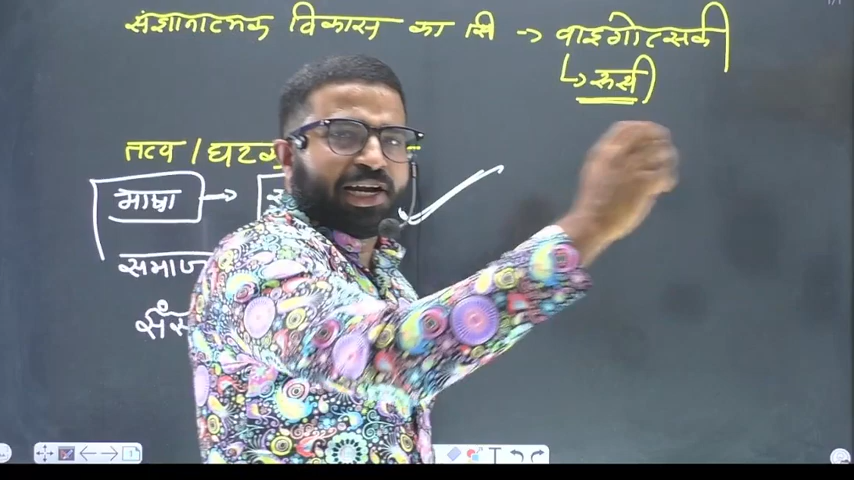 संज्ञानात्मक विकास का सि → वाइगोत्सकी
↳ रूसी
तत्व / घटक
भाषा →
समाज